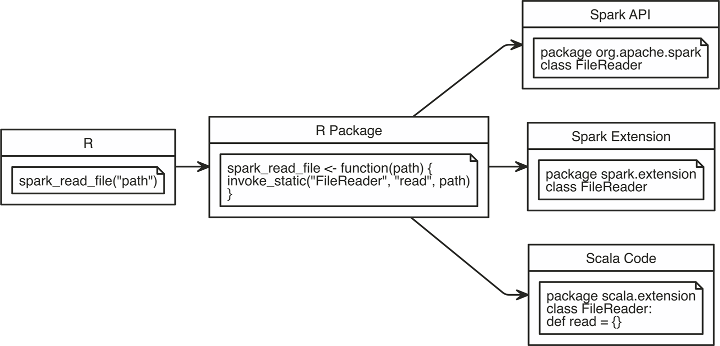 R
spark_read_file("path")
R Package
spark_read_file <- function(path) {
invoke_static("FileReader", "read", path)
}
Spark API
package org.apache.spark
class FileReader
Spark Extension
package spark.extension
class FileReader
Scala Code
package scala.extension
class FileReader:
def read = {}